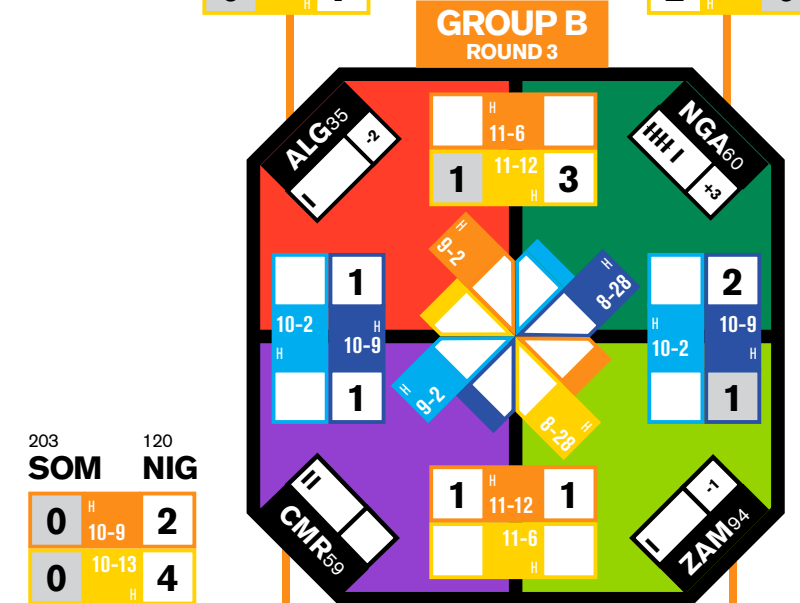 GROUP B
ROUND 3
ALG35
-2
I
NGA60
HHT I
+3
H
11-6
1
11-12
H
3
H
9-2
H
8-28
1
10-2
H
H
10-9
1
2
H
10-2
10-9
H
1
H
9-2
8-28
H
203
SOM
120
NIG
0
H
10-9
2
0
10-13
H
4
II
CMR59
1
H
11-12
1
11-6
H
-1
I
ZAM94